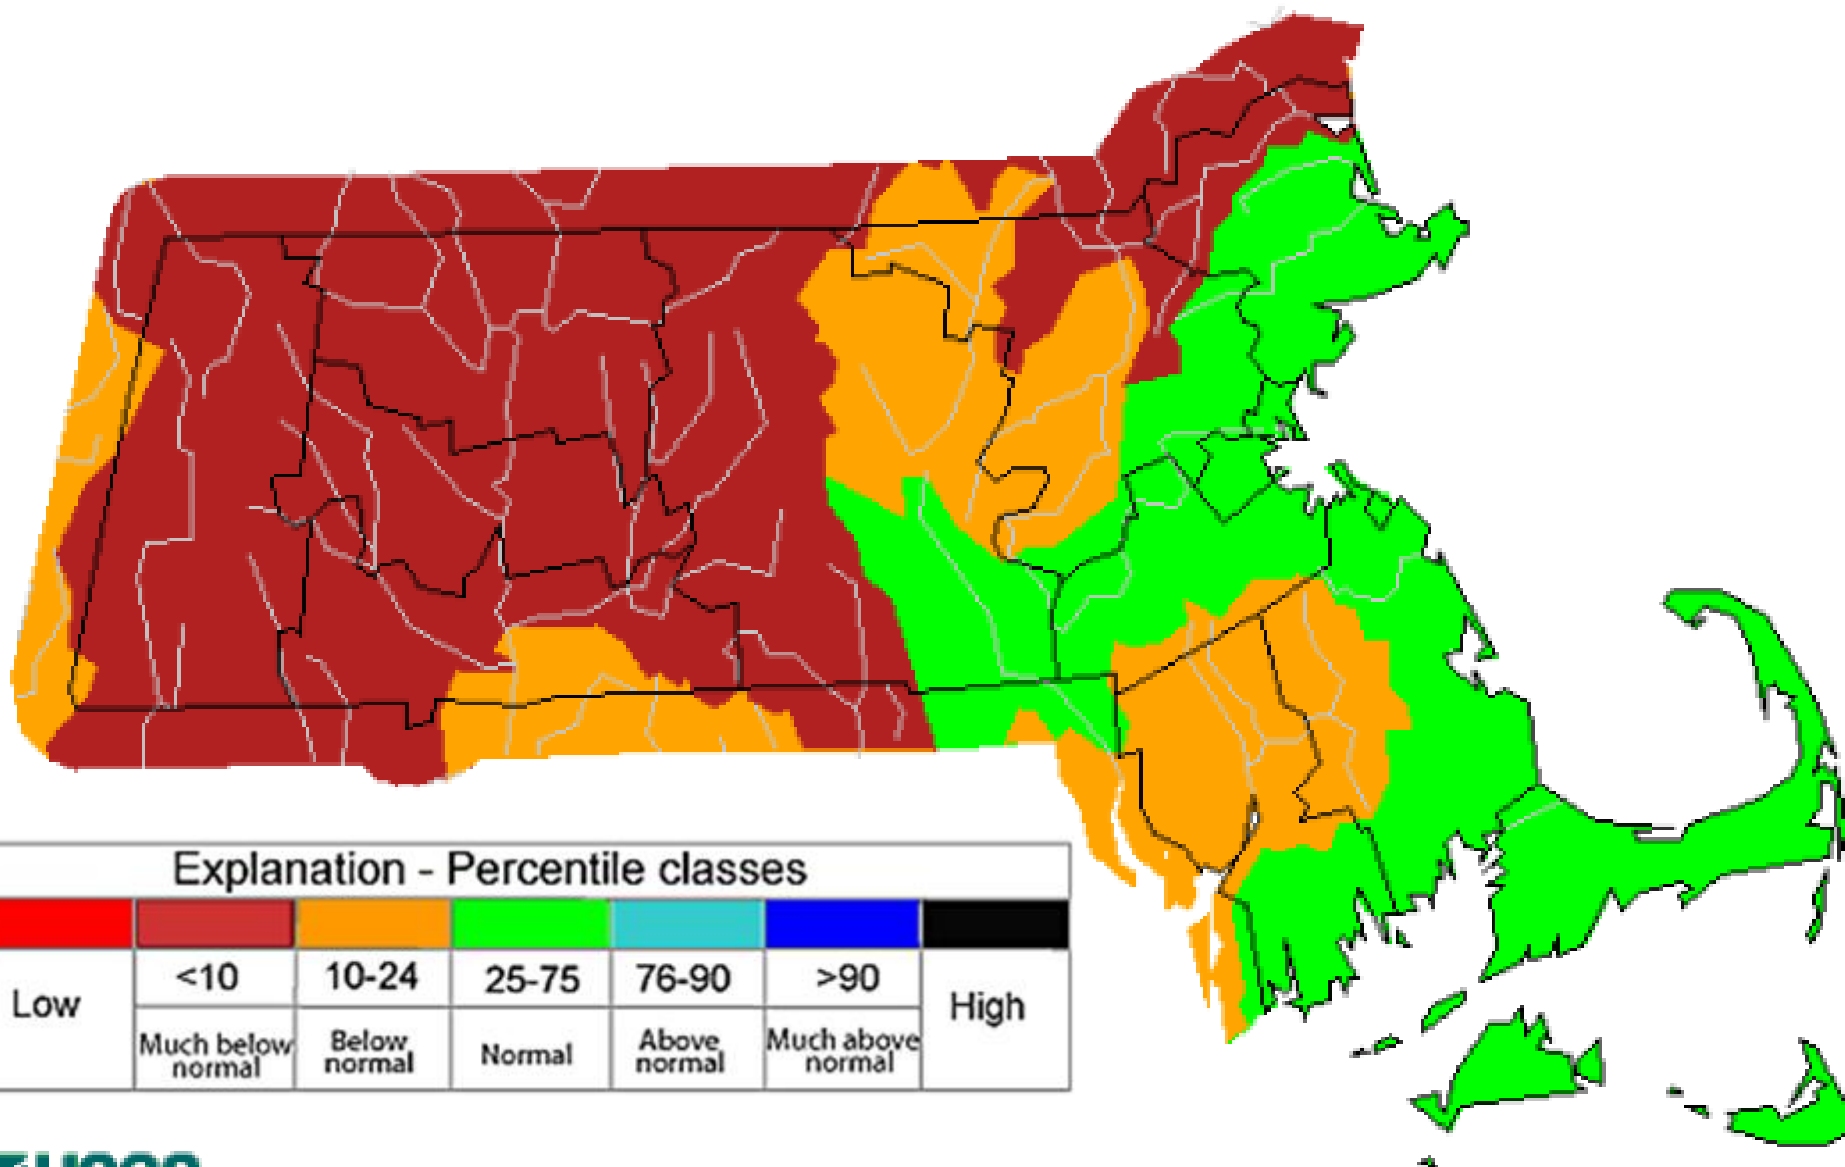 Explanation - Percentile classes
Low
<10
10-24
25-75
76-90
>90
High
Much below normal
Below normal
Normal
Above normal
Much above normal
USGS